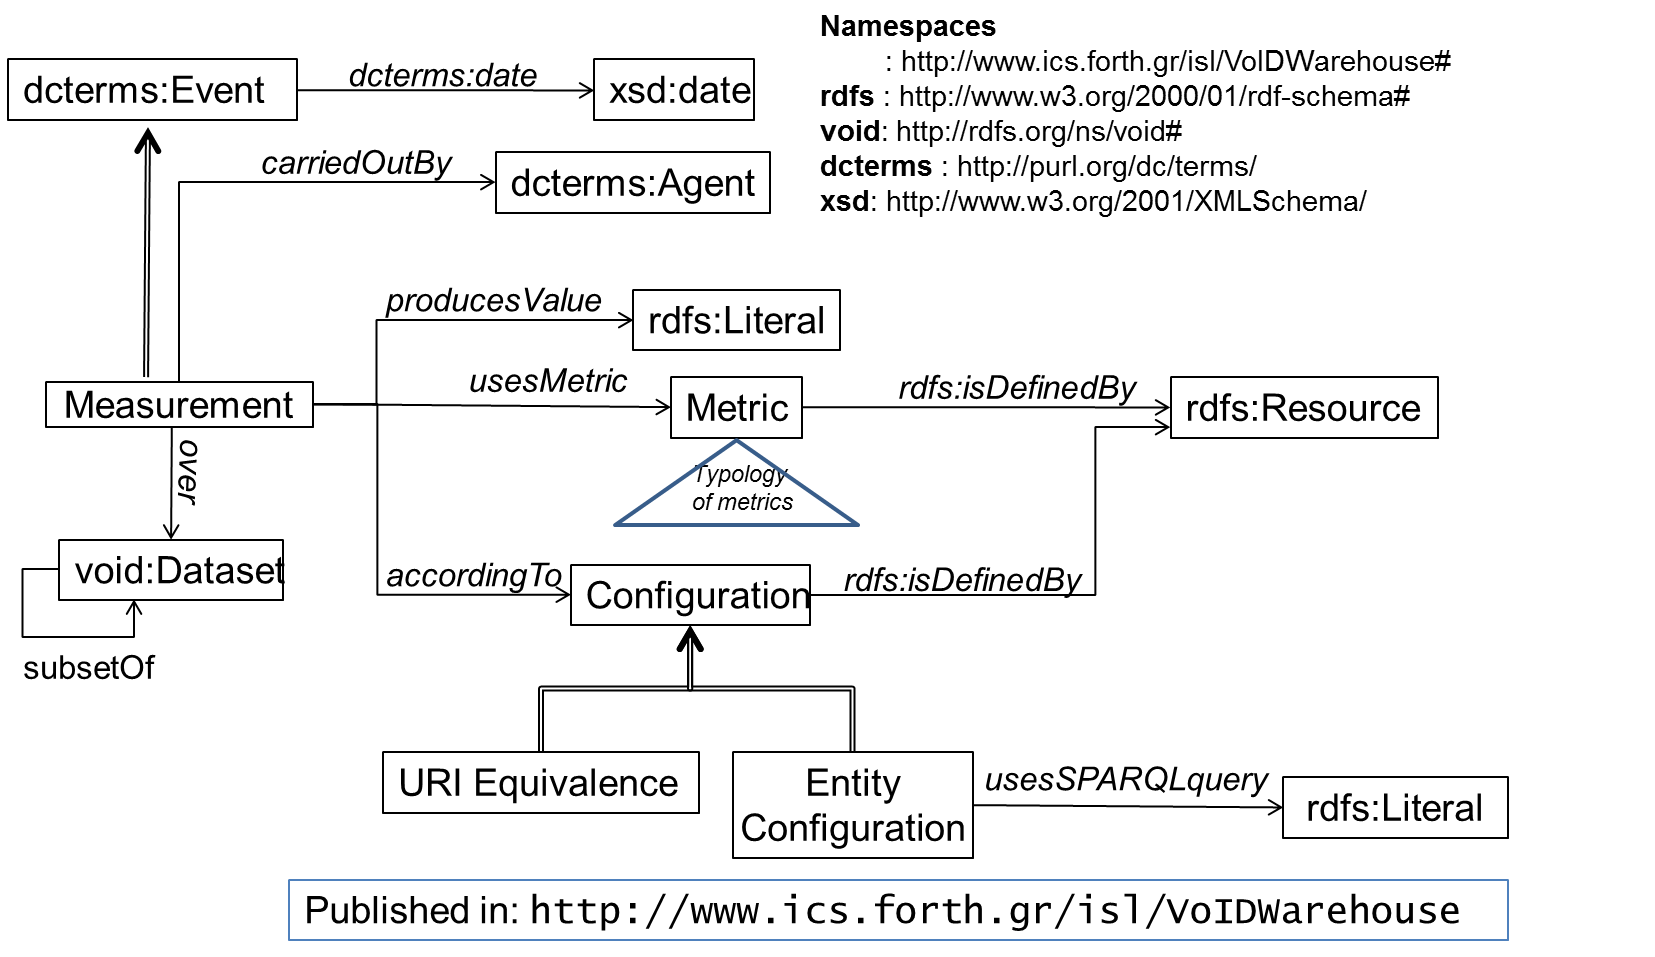 Namespaces
: http://www.ics.forth.gr/isl/VoIDWarehouse#
rdfs : http://www.w3.org/2000/01/rdf-schema#
void: http://rdfs.org/ns/void#
dcterms : http://purl.org/dc/terms/
xsd: http://www.w3.org/2001/XMLSchema/
dcterms:Event
dcterms:date
xsd:date
carriedOutBy
dcterms:Agent
producesValue
rdfs:Literal
Measurement
usesMetric
Metric
rdfs:isDefinedBy
rdfs:Resource
Typology
of metrics
over
void:Dataset
subsetOf
accordingTo
Configuration
rdfs:isDefinedBy
URI Equivalence
Entity
Configuration
usesSPARQLquery
rdfs:Literal
Published in: http://www.ics.forth.gr/isl/VoIDWarehouse